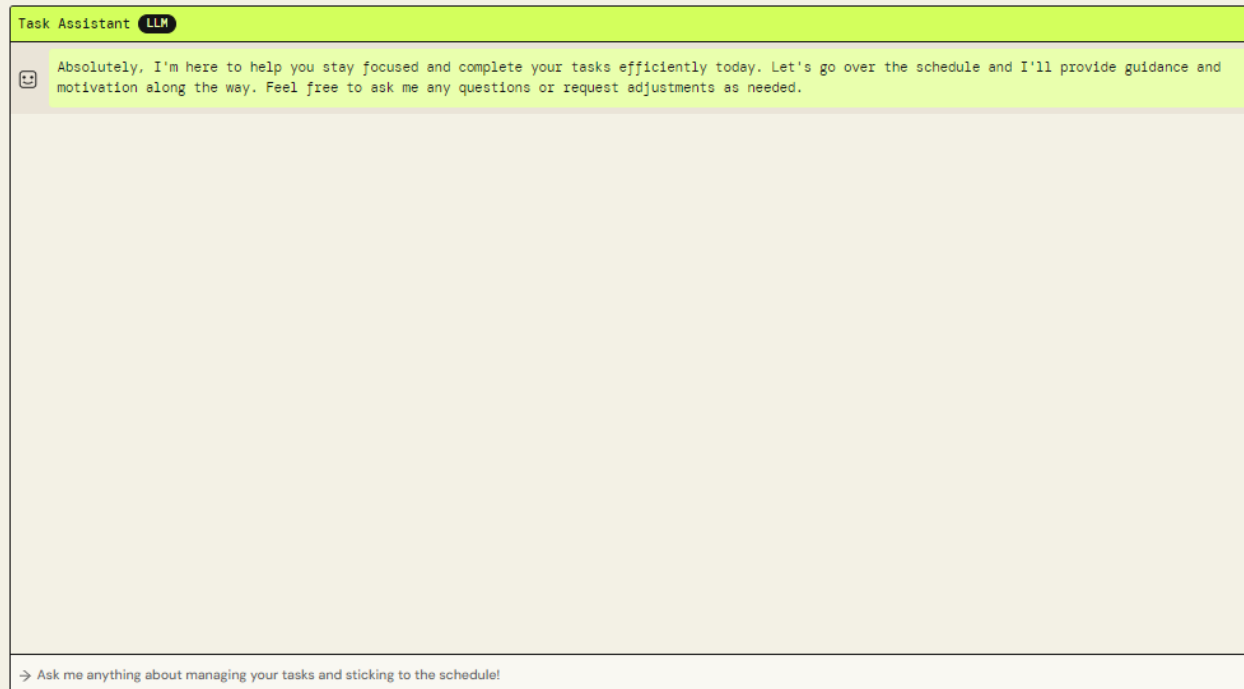 Task Assistant LLM
Absolutely, I'm here to help you stay focused and complete your tasks efficiently today. Let's go over the schedule and I'll provide guidance and
motivation along the way. Feel free to ask me any questions or request adjustments as needed.
→ Ask me anything about managing your tasks and sticking to the schedule!